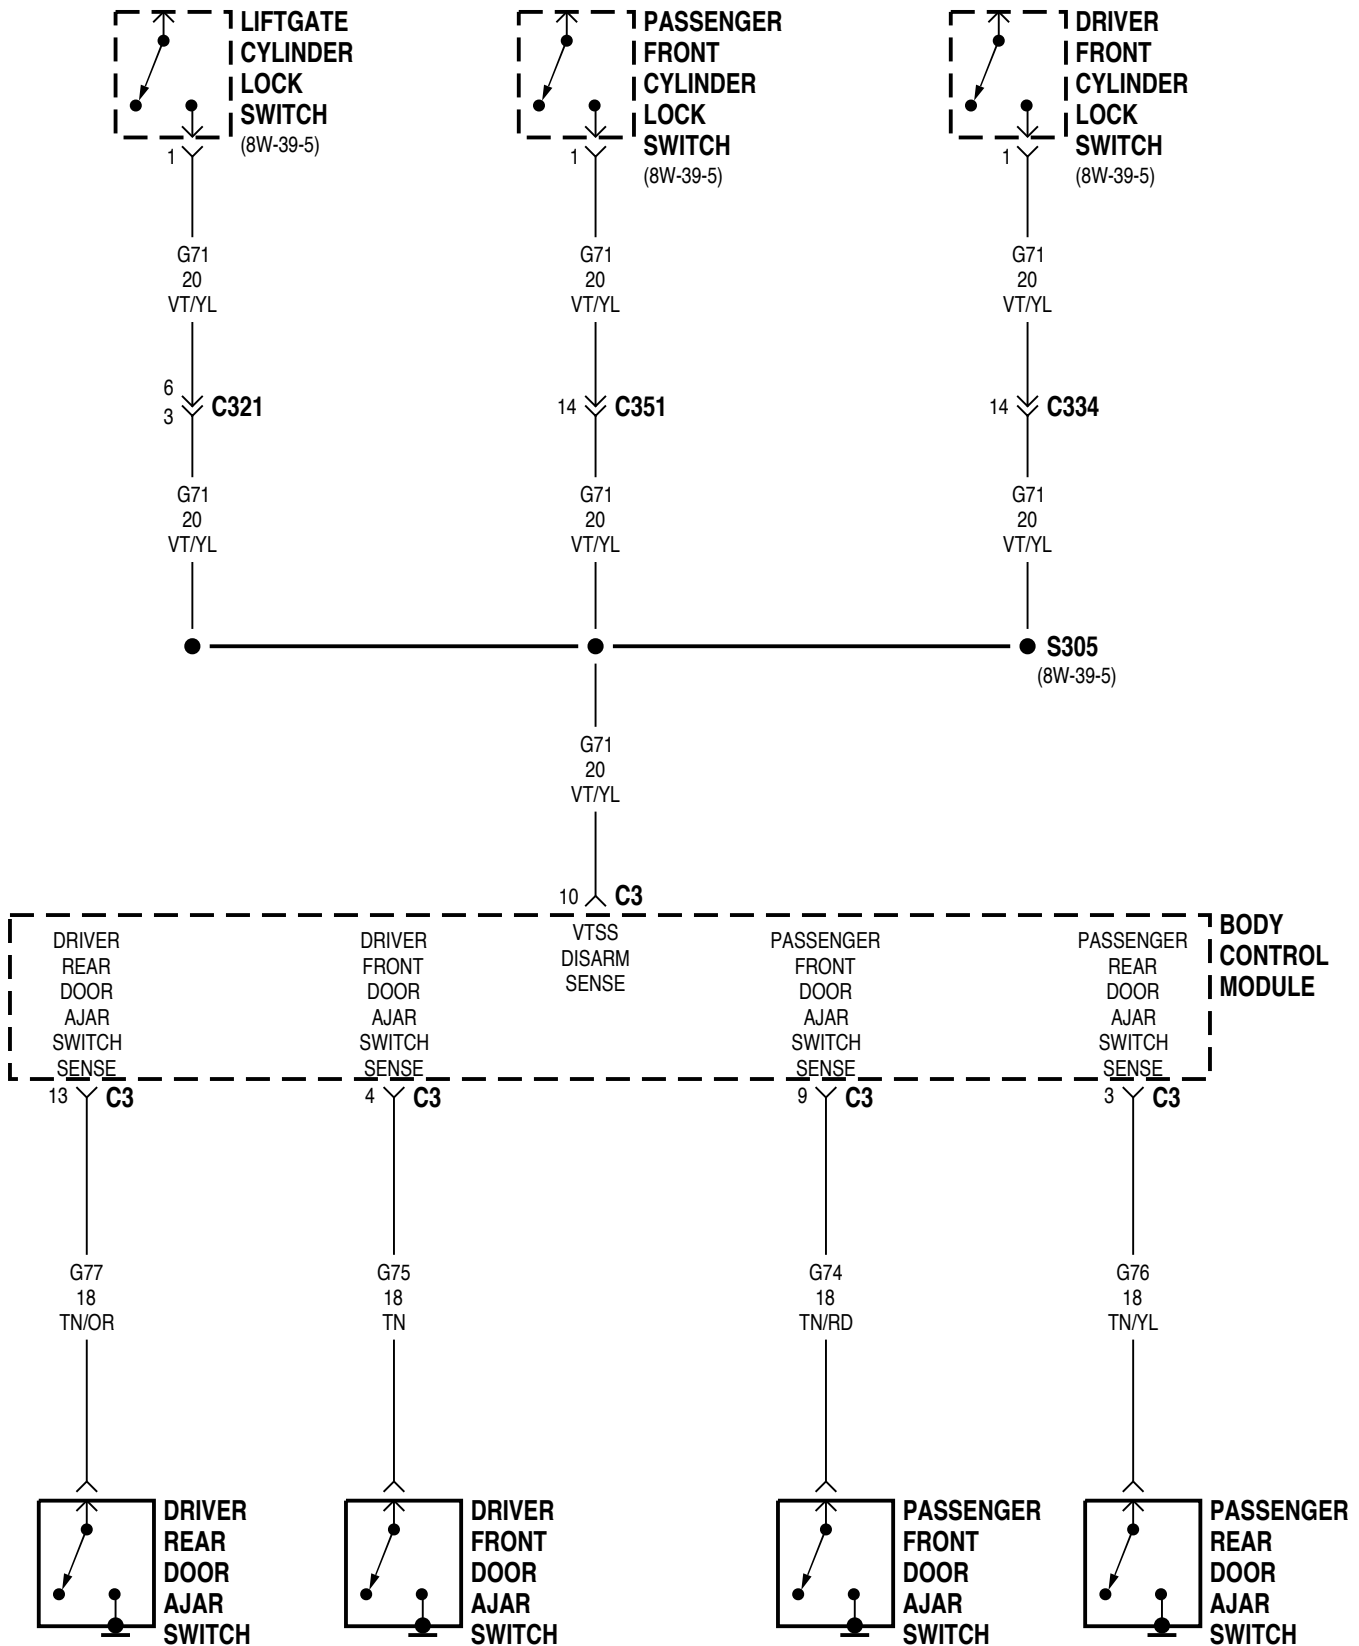 LIFTGATE
CYLINDER
LOCK
SWITCH
(8W-39-5)
1
PASSENGER
FRONT
CYLINDER
LOCK
SWITCH
(8W-39-5)
1
DRIVER
FRONT
CYLINDER
LOCK
SWITCH
(8W-39-5)
1
G71
20
VT/YL
G71
20
VT/YL
G71
20
VT/YL
6
3
C321
14 C351
14 C334
G71
20
VT/YL
G71
20
VT/YL
G71
20
VT/YL
S305
(8W-39-5)
G71
20
VT/YL
10 C3
BODY
CONTROL
MODULE
DRIVER
REAR
DOOR
AJAR
SWITCH
SENSE
DRIVER
FRONT
DOOR
AJAR
SWITCH
SENSE
VTSS
DISARM
SENSE
PASSENGER
FRONT
DOOR
AJAR
SWITCH
SENSE
PASSENGER
REAR
DOOR
AJAR
SWITCH
SENSE
13 C3
4 C3
9 C3
3 C3
G77
18
TN/OR
G75
18
TN
G74
18
TN/RD
G76
18
TN/YL
DRIVER
REAR
DOOR
AJAR
SWITCH
DRIVER
FRONT
DOOR
AJAR
SWITCH
PASSENGER
FRONT
DOOR
AJAR
SWITCH
PASSENGER
REAR
DOOR
AJAR
SWITCH